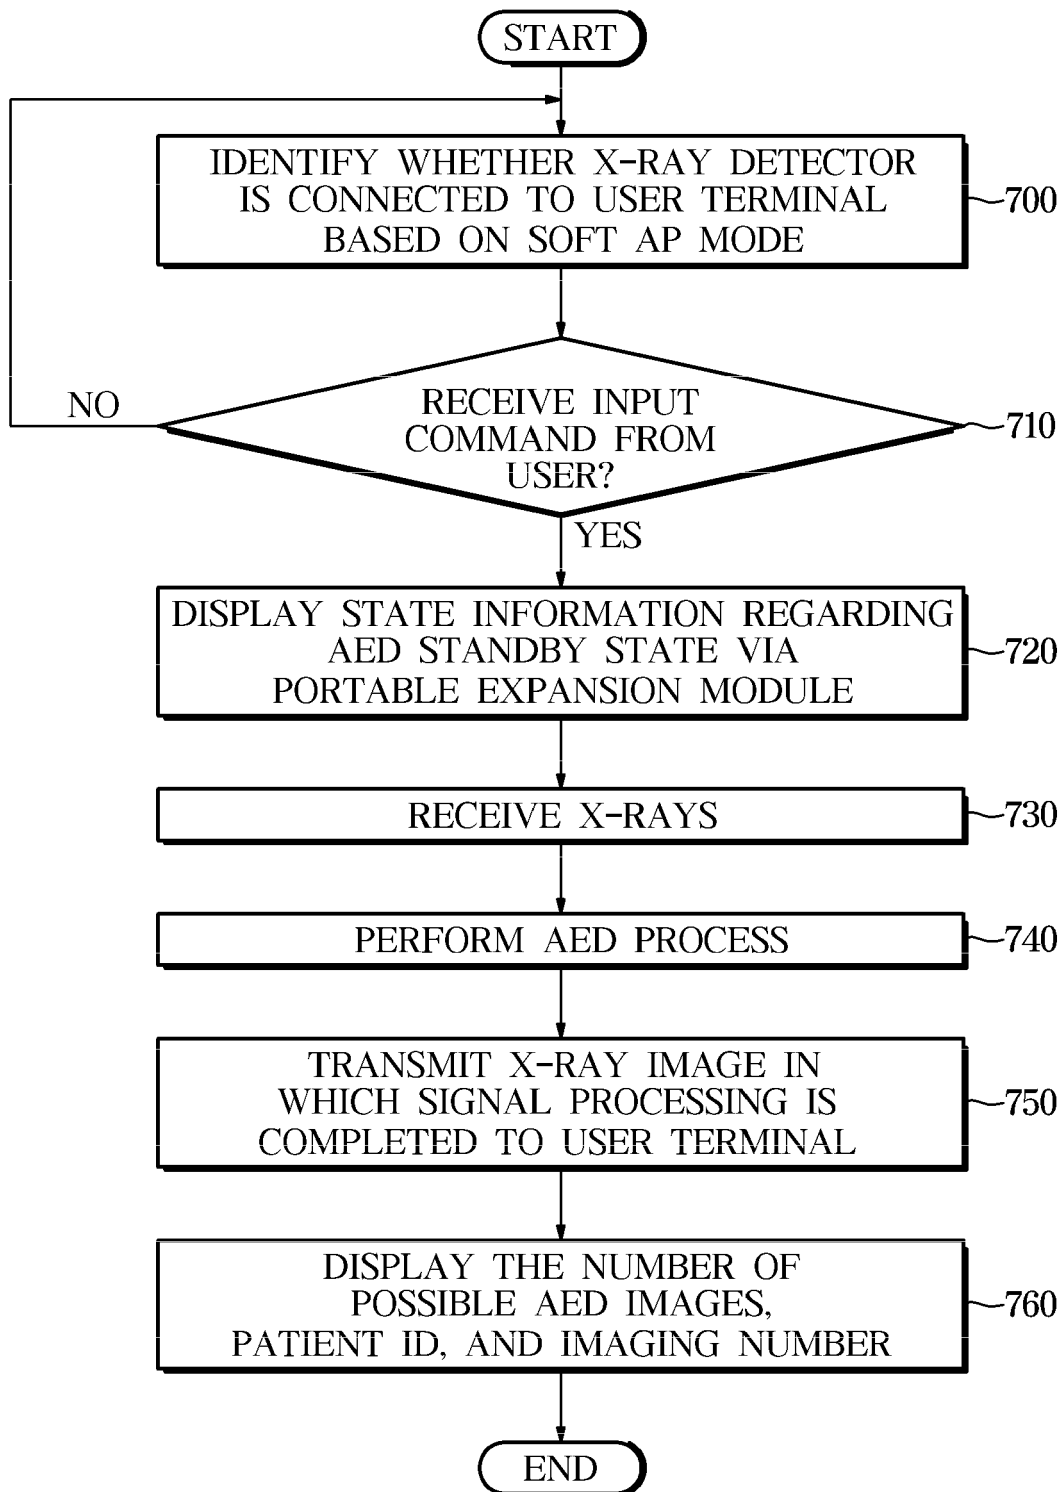 START
IDENTIFY WHETHER X-RAY DETECTOR
IS CONNECTED TO USER TERMINAL
BASED ON SOFT AP MODE
700
NO
RECEIVE INPUT
COMMAND FROM
USER?
710
YES
DISPLAY STATE INFORMATION REGARDING
AED STANDBY STATE VIA
PORTABLE EXPANSION MODULE
720
RECEIVE X-RAYS
730
PERFORM AED PROCESS
740
TRANSMIT X-RAY IMAGE IN
WHICH SIGNAL PROCESSING IS
COMPLETED TO USER TERMINAL
750
DISPLAY THE NUMBER OF
POSSIBLE AED IMAGES,
PATIENT ID, AND IMAGING NUMBER
760
END